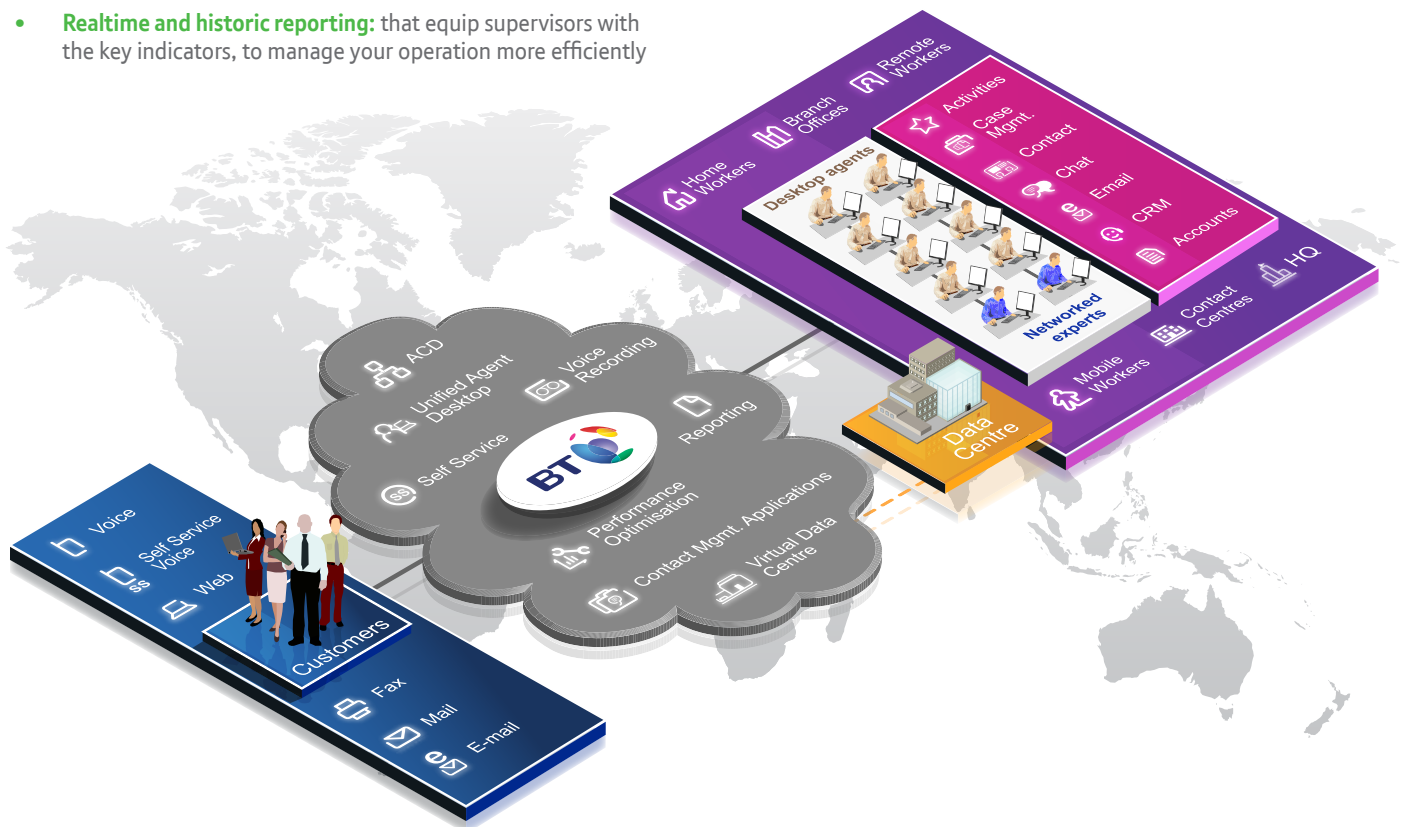 • Realtime and historic reporting: that equip supervisors with
the key indicators, to manage your operation more efficiently
Remote
Workers
Branch
Offices
Home
Workers
Activities
Case
Mgmt.
Contact
Chat
Email
CRM
Accounts
Desktop agents
Networked
experts
HQ
Contact
Centres
Mobile
Workers
Data
Centre
ACD
Unified Agent
Desktop
Voice
Recording
Self Service
SS
BT
Reporting
Performance
Optimisation
Contact Mgmt. Applications
Virtual Data
Centre
Voice
Self Service
Voice
ss
Web
Customers
Fax
Mail
E-mail